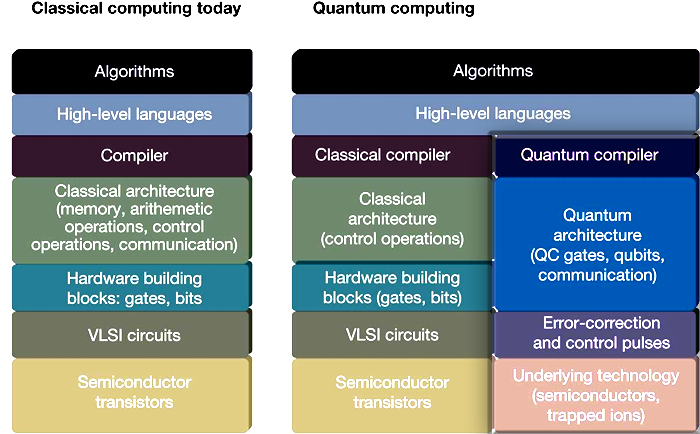 Classical computing today
Quantum computing
Algorithms
High-level languages
Compiler
Classical architecture
(memory, arithemetic
operations, control
operations, communication)
Hardware building
blocks: gates, bits
VLSI circuits
Semiconductor
transistors
Algorithms
High-level languages
Classical compiler
Classical
architecture
(control operations)
Hardware building
blocks (gates, bits)
VLSI circuits
Semiconductor
transistors
Quantum compiler
Quantum
architecture
(QC gates, qubits,
communication)
Error-correction
and control pulses
Underlying technology
(semiconductors,
trapped ions)